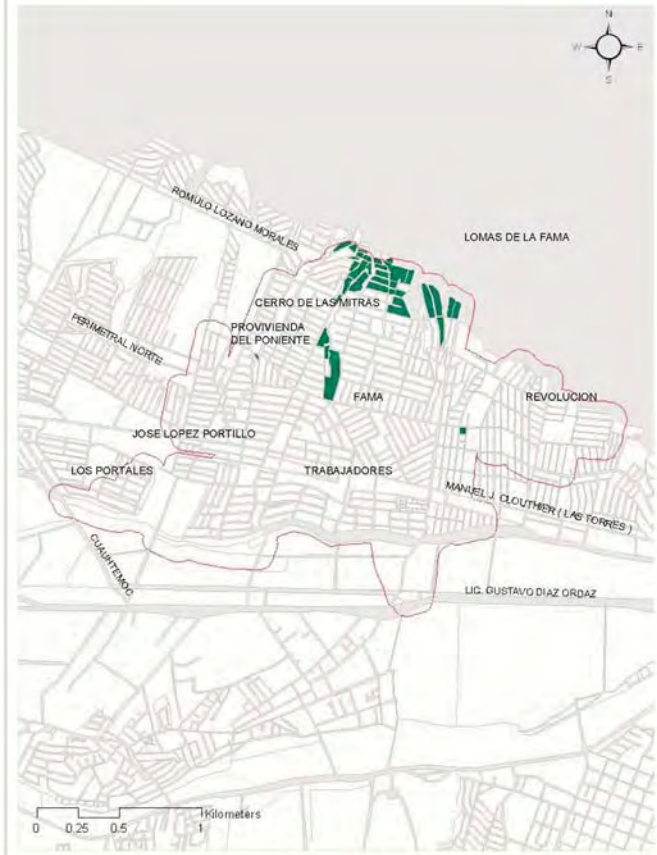 N
W E
S
ROMULO LOZANO MORALES
LOMAS DE LA FAMA
CERRO DE LAS MITRAS
PROVIVIENDA
DEL PONIENTE
PERIMETRAL NORTE
FAMA
REVOLUCION
JOSE LOPEZ PORTILLO
LOS PORTALES
TRABAJADORES
MANUEL J. CLOUTHIER ( LAS TORRES )
CUAUHTEMOC
LIC. GUSTAVO DIAZ ORDAZ
Kilometers
0 0.25 0.5 1